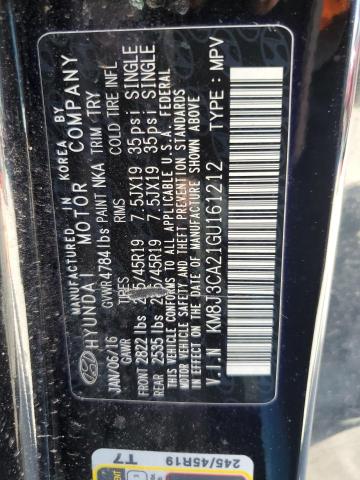 MANUFACTURED IN KOREA BY
HYUNDAI MOTOR COMPANY
JAN/06/16 GVWR 4784 lbs PAINT NKA TRIM TRY
GAWR TIRES RIMS COLD TIRE INFL
FRONT 2822 lbs 245/45R19 7.5JX19 35psi SINGLE
REAR 2535 lbs 245/45R19 7.5JX19 35psi SINGLE
THIS VEHICLE CONFORMS TO ALL APPLICABLE U.S.A. FEDERAL
MOTOR VEHICLE SAFETY AND THEFT PREVENTION STANDARDS
IN EFFECT ON THE DATE OF MANUFACTURE SHOWN ABOVE
V.I.N : KM8J3CA21GU161212 TYPE : MPV
T7
245/45R19